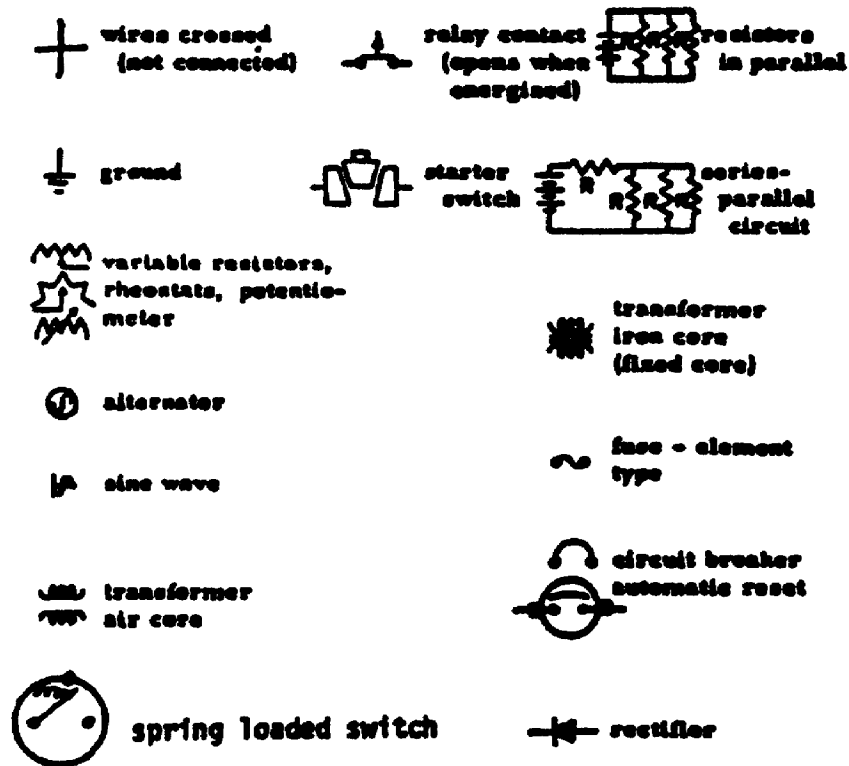 wires crossed
(not connected)
relay contact
(opens when
energized)
R R R
resistors
in parallel
ground
starter
switch
R
R R R
series-
parallel
circuit
variable resistors,
rheostats, potentio-
meter
transformer
iron core
(fixed core)
alternator
fuse - element
type
sine wave
circuit breaker
automatic reset
transformer
air core
spring loaded switch
rectifier